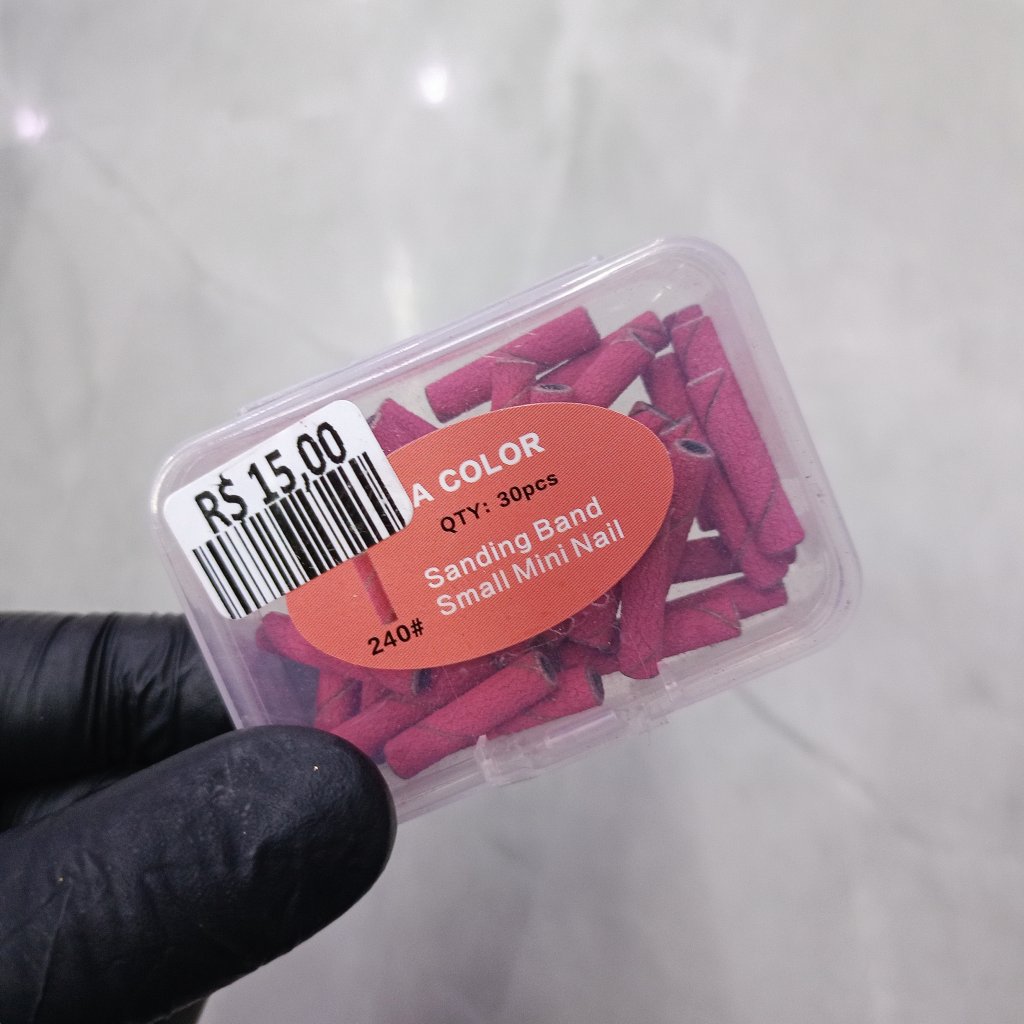 R$ 15,00
A COLOR
QTY: 30pcs
Sanding Band
Small Mini Nail
240#